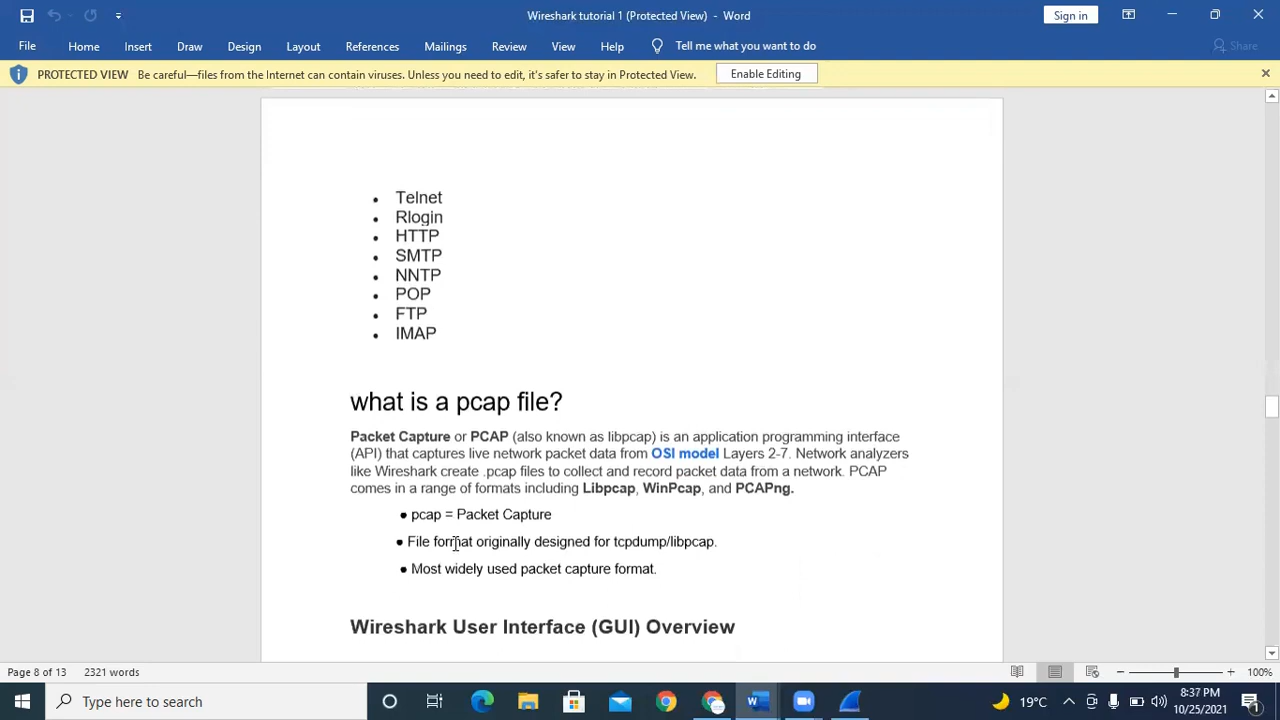 Wireshark tutorial 1 (Protected View) - Word
Sign in
File Home Insert Draw Design Layout References Mailings Review View Help Tell me what you want to do Share
PROTECTED VIEW Be careful—files from the Internet can contain viruses. Unless you need to edit, it's safer to stay in Protected View. Enable Editing
• Telnet
• Rlogin
• HTTP
• SMTP
• NNTP
• POP
• FTP
• IMAP
what is a pcap file?
Packet Capture or PCAP (also known as libpcap) is an application programming interface
(API) that captures live network packet data from OSI model Layers 2-7. Network analyzers
like Wireshark create .pcap files to collect and record packet data from a network. PCAP
comes in a range of formats including Libpcap, WinPcap, and PCAPng.
● pcap = Packet Capture
● File format originally designed for tcpdump/libpcap.
● Most widely used packet capture format.
Wireshark User Interface (GUI) Overview
Page 8 of 13 2321 words 100%
Type here to search 19°C 8:37 PM
10/25/2021